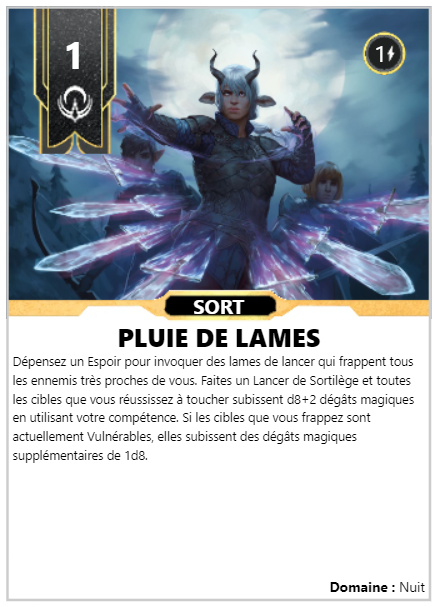 1
1
SORT
PLUIE DE LAMES
Dépensez un Espoir pour invoquer des lames de lancer qui frappent tous
les ennemis très proches de vous. Faites un Lancer de Sortilège et toutes
les cibles que vous réussissez à toucher subissent d8+2 dégâts magiques
en utilisant votre compétence. Si les cibles que vous frappez sont
actuellement Vulnérables, elles subissent des dégâts magiques
supplémentaires de 1d8.
Domaine : Nuit